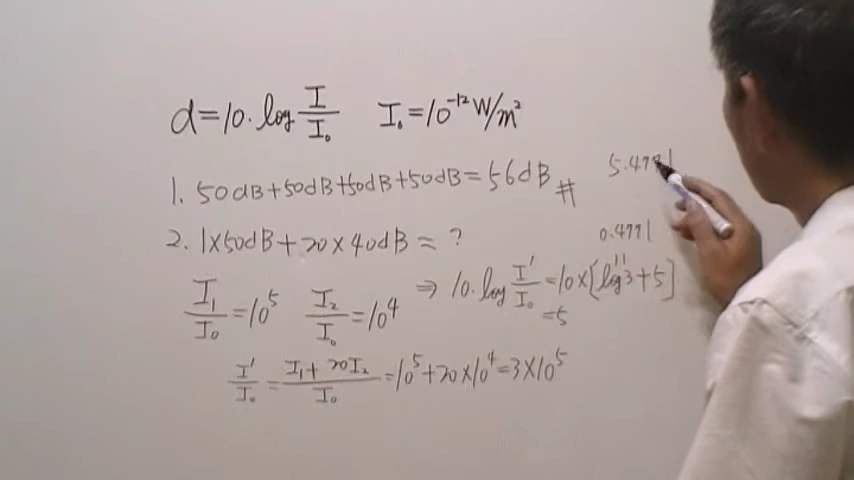 d=10·log I/I₀ I₀=10⁻¹²W/m²
1. 50dB+50dB+50dB+50dB=56dB #
5.4771
2. 1×50dB+20×40dB=?
0.4771
I₁/I₀=10⁵ I₂/I₀=10⁴ ⇒ 10·log I'/I₀=10×[log3+5]
=5
I'/I₀=(I₁+20I₂)/I₀=10⁵+20×10⁴=3×10⁵